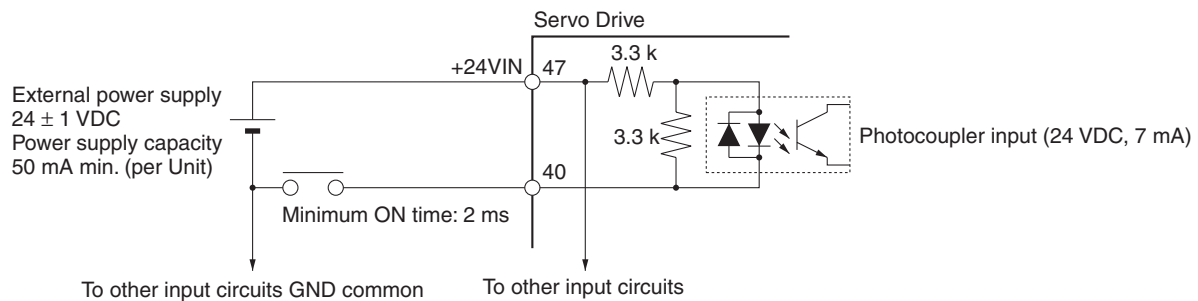 Servo Drive
3.3 k
+24VIN
47
External power supply
24 ± 1 VDC
Power supply capacity
50 mA min. (per Unit)
3.3 k
Photocoupler input (24 VDC, 7 mA)
40
Minimum ON time: 2 ms
To other input circuits GND common
To other input circuits